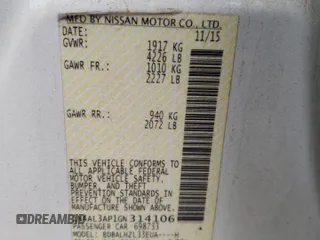 MFD BY NISSAN MOTOR CO., LTD.
DATE: 11/15
GVWR: 1917 KG
4226 LB
GAWR FR.: 1010 KG
2227 LB
GAWR RR.: 940 KG
2072 LB
THIS VEHICLE CONFORMS TO ALL
APPLICABLE FEDERAL MOTOR VEHICLE SAFETY,
BUMPER, AND THEFT
PREVENTION STANDARDS IN EFFECT
ON THE DATE OF MANUFACTURE
SHOWN ABOVE.
314106
PASSENGER CAR 698733
MODEL:
DREAMBID